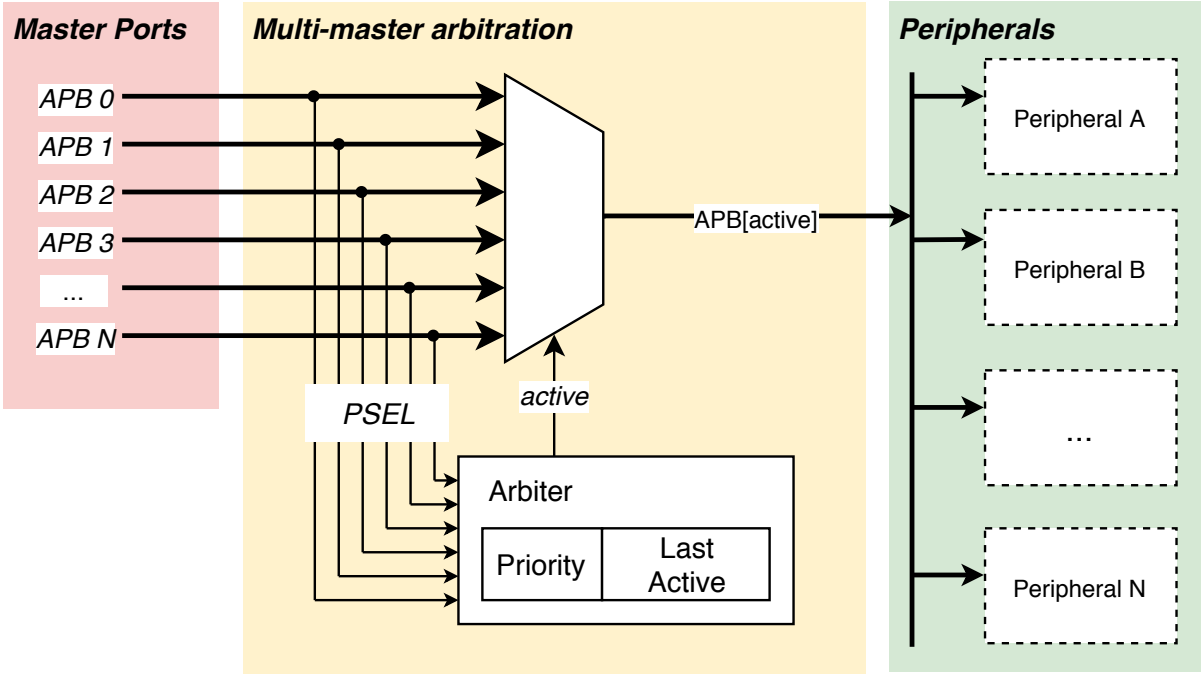 Master Ports
APB 0
APB 1
APB 2
APB 3
...
APB N
Multi-master arbitration
PSEL
active
APB[active]
Arbiter
Priority
Last
Active
Peripherals
Peripheral A
Peripheral B
...
Peripheral N